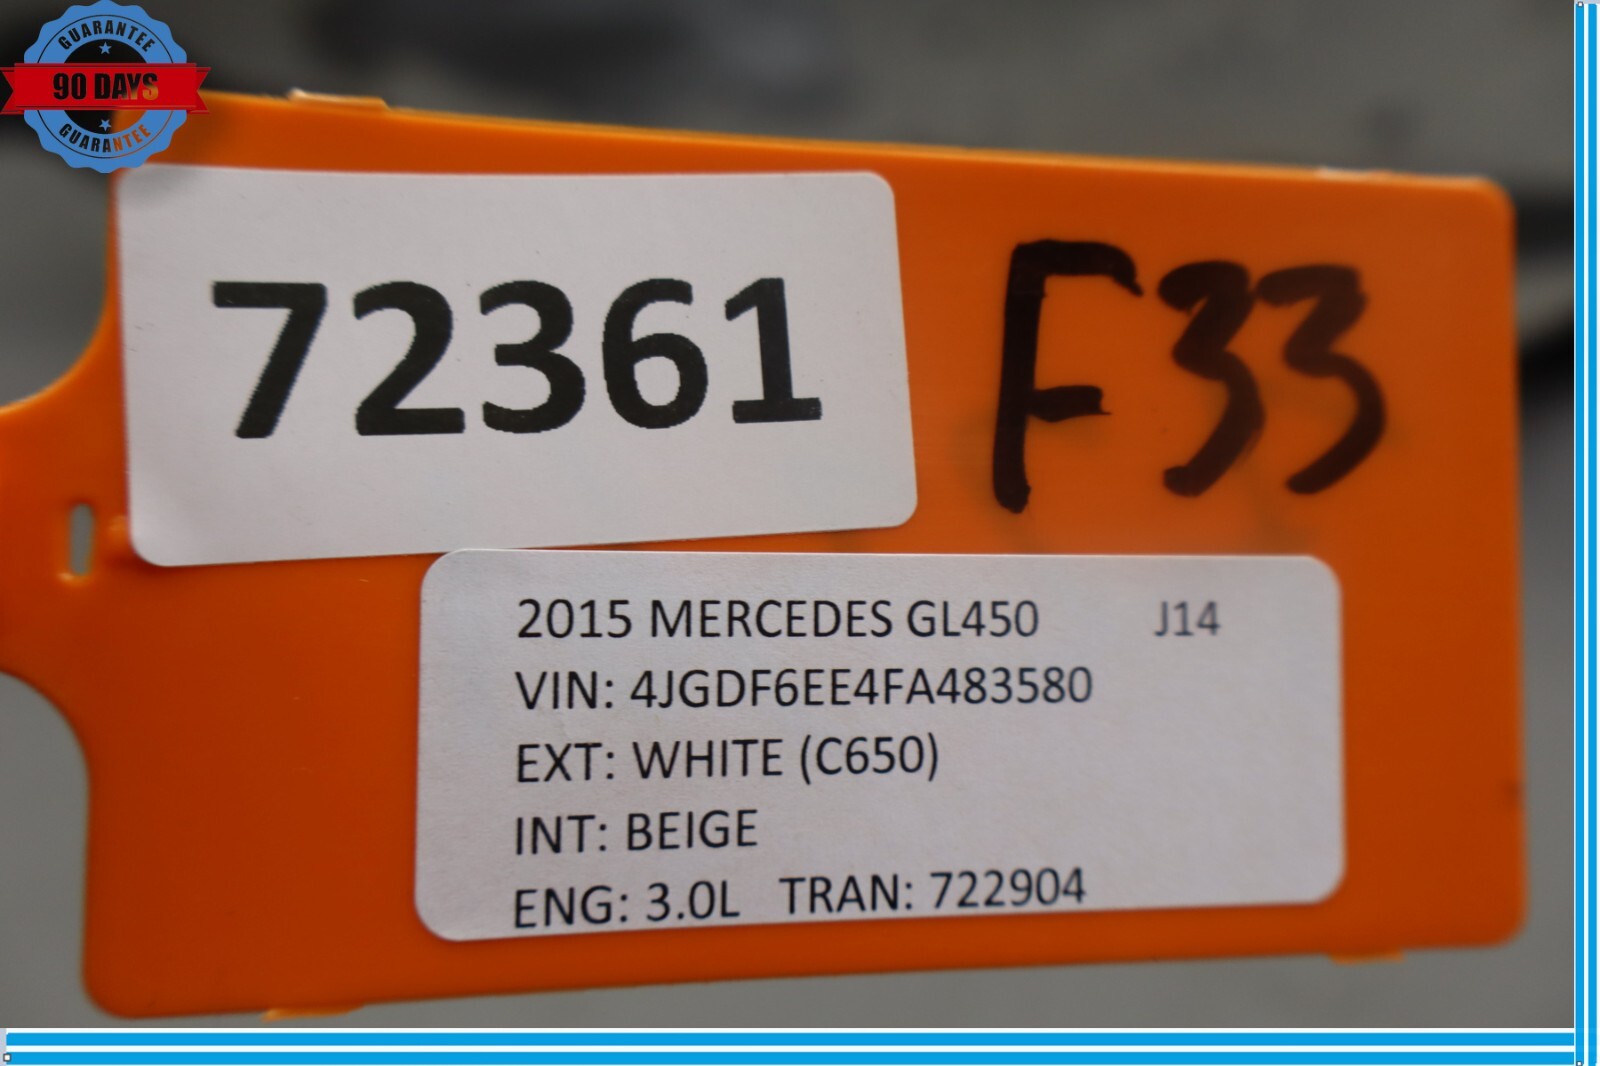 GUARANTEE
90 DAYS
GUARANTEE
72361
F33
2015 MERCEDES GL450 J14
VIN: 4JGDF6EE4FA483580
EXT: WHITE (C650)
INT: BEIGE
ENG: 3.0L TRAN: 722904